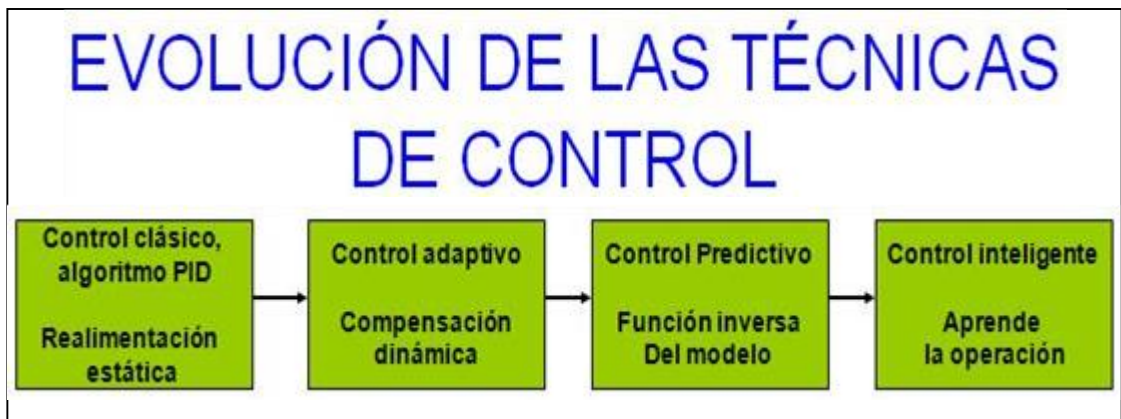 EVOLUCIÓN DE LAS TÉCNICAS
DE CONTROL
Control clásico,
algoritmo PID
Realimentación
estática
Control adaptivo
Compensación
dinámica
Control Predictivo
Función inversa
Del modelo
Control inteligente
Aprende
la operación